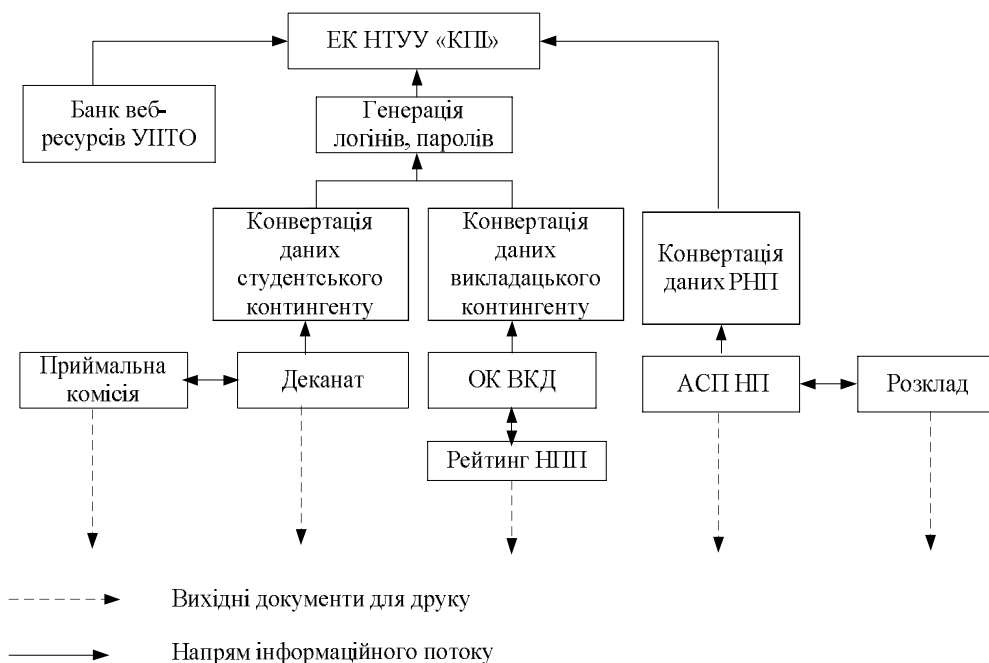 ЕК НТУУ «КПІ»
Банк веб-
ресурсів УІІТО
Генерація
логінів, паролів
Конвертація
даних
студентського
контингенту
Конвертація
даних
викладацького
контингенту
Конвертація
даних РНП
Приймальна
комісія
Деканат
ОК ВКД
АСП НП
Розклад
Рейтинг НПП
Вихідні документи для друку
Напрям інформаційного потоку